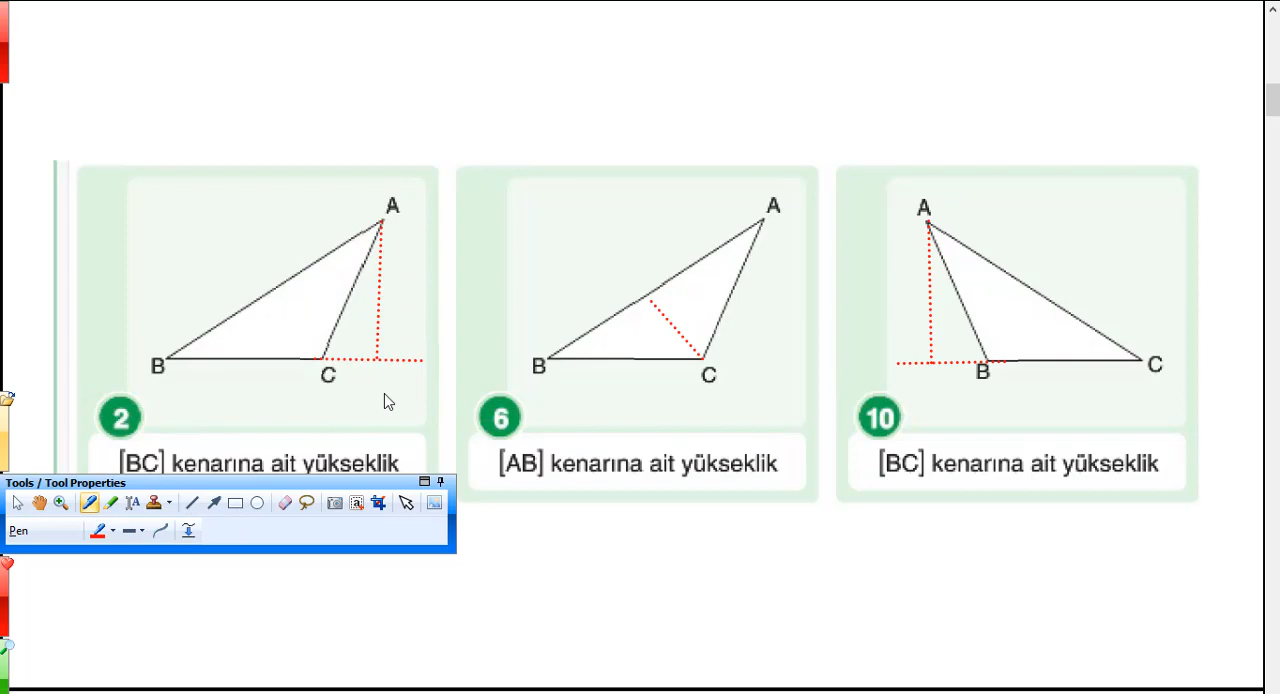 A
B
C
2
[BC] kenarına ait yükseklik
A
B
C
6
[AB] kenarına ait yükseklik
A
B
C
10
[BC] kenarına ait yükseklik
Tools / Tool Properties
Pen